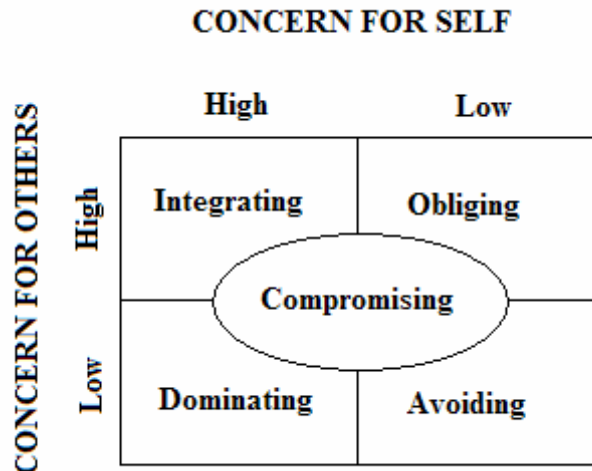 CONCERN FOR SELF
High Low
CONCERN FOR OTHERS
High
Integrating Obliging
Compromising
Low
Dominating Avoiding